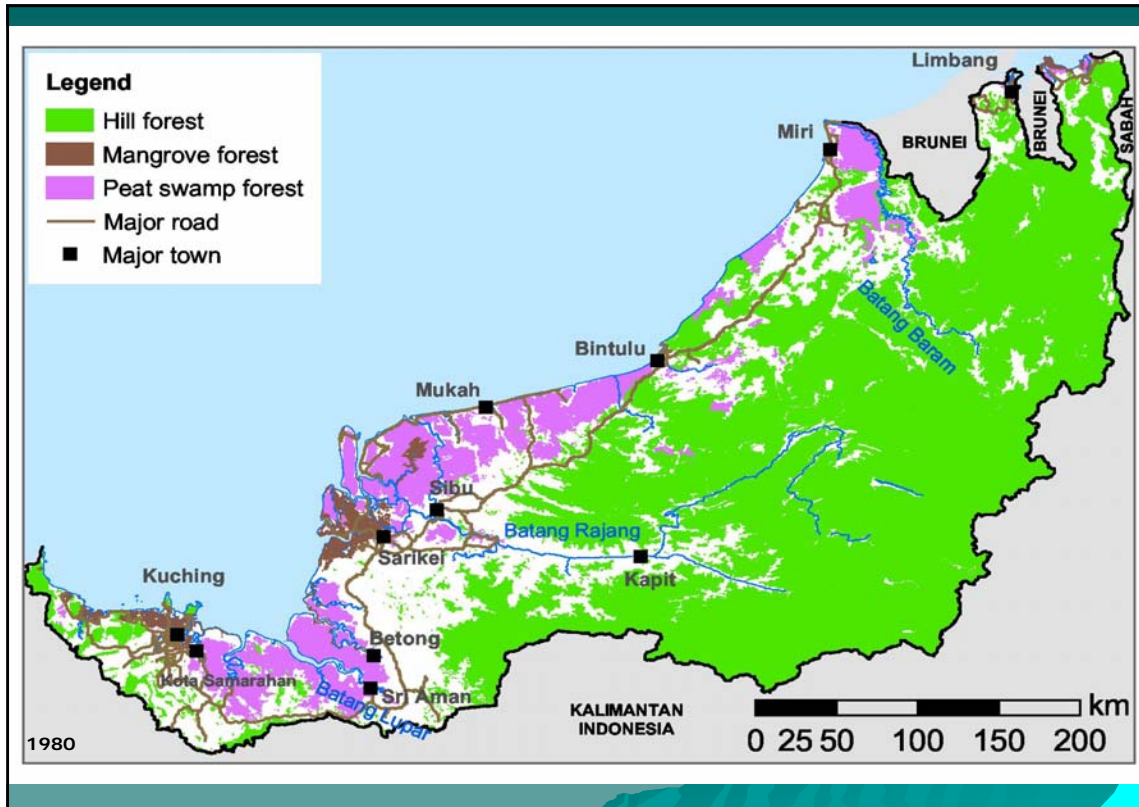 Legend
Hill forest
Mangrove forest
Peat swamp forest
Major road
Major town
Limbang
BRUNEI
BRUNEI
SABAH
Miri
Batang Baram
Bintulu
Mukah
Sibu
Batang Rajang
Sarikei
Kapit
Kuching
Betong
Kota Samarahan
Sri Aman
Batang Lupar
KALIMANTAN
INDONESIA
km
0 25 50 100 150 200
1980